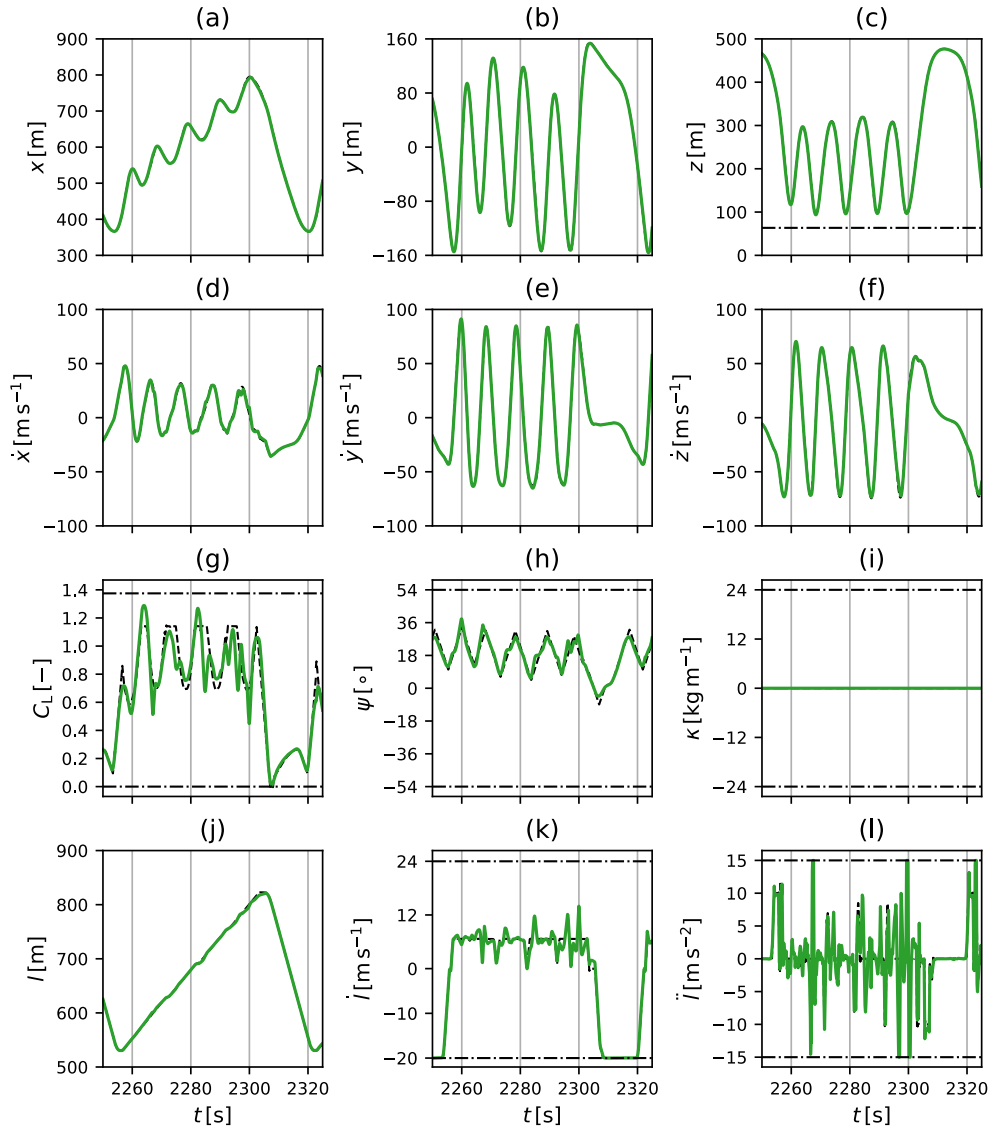 (a) (b) (c)
900 160 500
800 400
700 80
600 300
0
500 200
400 −80 100
300 −160 0
x [m] y [m] z [m]
(d) (e) (f)
100 100 100
50 50 50
0 0 0
−50 −50 −50
−100 −100 −100
ẋ [m s⁻¹] ẏ [m s⁻¹] ż [m s⁻¹]
(g) (h) (i)
1.4 54 24
1.2 36
1.0 12
18
0.8
0 0
0.6
−18
0.4 −12
0.2 −36
0.0 −54 −24
C_L [−] ψ [∘] κ [kg m⁻¹]
(j) (k) (l)
900 24 15
10
800 12
5
700 0 0
−5
600 −10
−10
500 −20 −15
l [m] l̇ [m s⁻¹] l̈ [m s⁻²]
2260 2280 2300 2320 2260 2280 2300 2320 2260 2280 2300 2320
t [s] t [s] t [s]